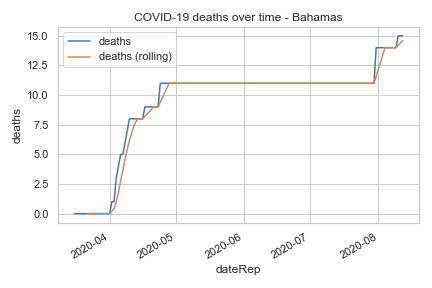 COVID-19 deaths over time - Bahamas
deaths
deaths (rolling)
15.0
12.5
10.0
7.5
5.0
2.5
0.0
deaths
2020-04
2020-05
2020-06
2020-07
2020-08
dateRep